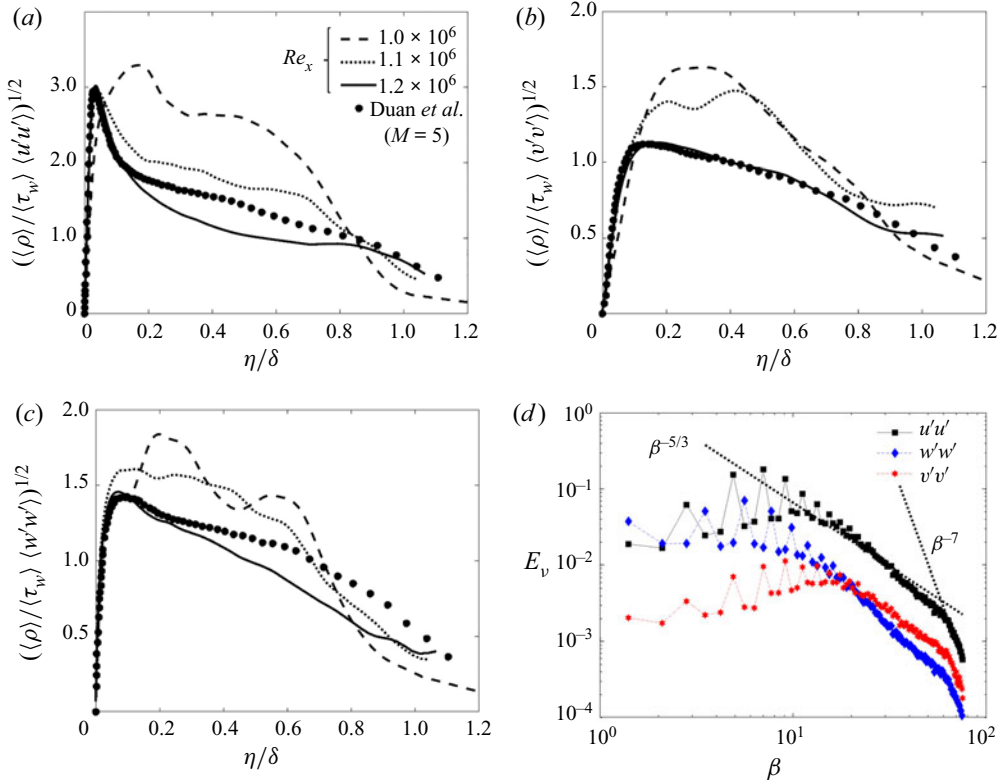 (a)
Re_x
1.0 × 10^6
1.1 × 10^6
1.2 × 10^6
Duan et al.
(M = 5)
((⟨ρ⟩/⟨τ_w⟩ ⟨u′u′⟩)^{1/2}
3.0
2.0
1.0
0
0 0.2 0.4 0.6 0.8 1.0 1.2
η/δ
(b)
((⟨ρ⟩/⟨τ_w⟩ ⟨v′v′⟩)^{1/2}
2.0
1.5
1.0
0.5
0 0.2 0.4 0.6 0.8 1.0 1.2
η/δ
(c)
((⟨ρ⟩/⟨τ_w⟩ ⟨w′w′⟩)^{1/2}
2.0
1.5
1.0
0.5
0 0.2 0.4 0.6 0.8 1.0 1.2
η/δ
(d)
E_ν
10^0
10^{−1}
10^{−2}
10^{−3}
10^{−4}
β^{−5/3}
u′u′
w′w′
v′v′
β^{−7}
10^0 10^1 10^2
β